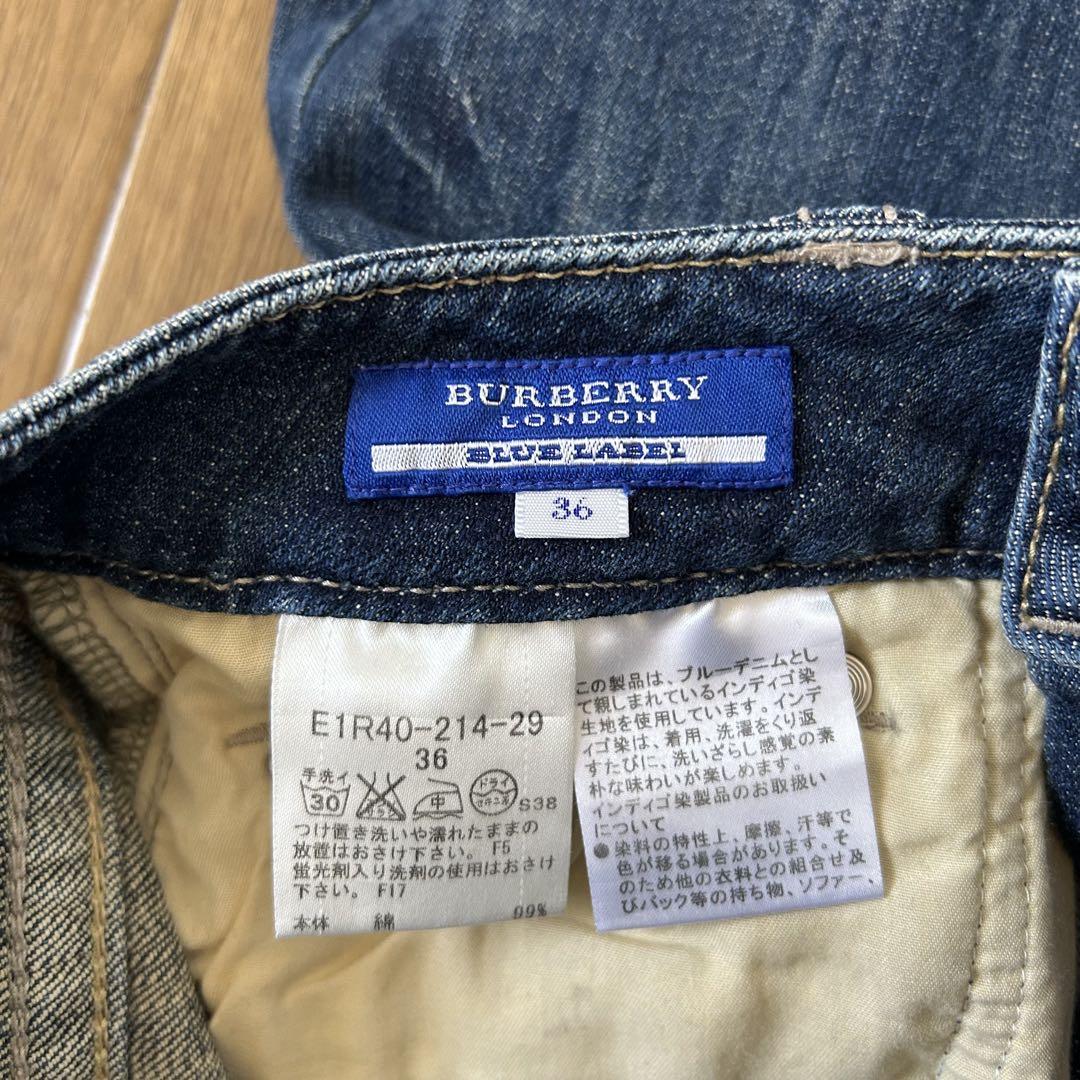 BURBERRY
LONDON
BLUE LABEL
36
E1R40-214-29
36
手洗イ
30
エンソサラシ
中
ドライ
セキユ系
S38
つけ置き洗いや濡れたままの
放置はおさけ下さい。 F5
蛍光剤入り洗剤の使用はおさけ
下さい。 F17
本体 綿 99%
この製品は、ブルーデニムとし
て親しまれているインディゴ染
生地を使用しています。インデ
ィゴ染は、着用、洗濯をくり返
すたびに、洗いざらし感覚の素
朴な味わいが楽しめます。
インディゴ染製品のお取扱い
について
●染料の特性上、摩擦、汗等で
色が移る場合があります。そ
のため他の衣料との組合せ及
びバック等の持ち物、ソファー、